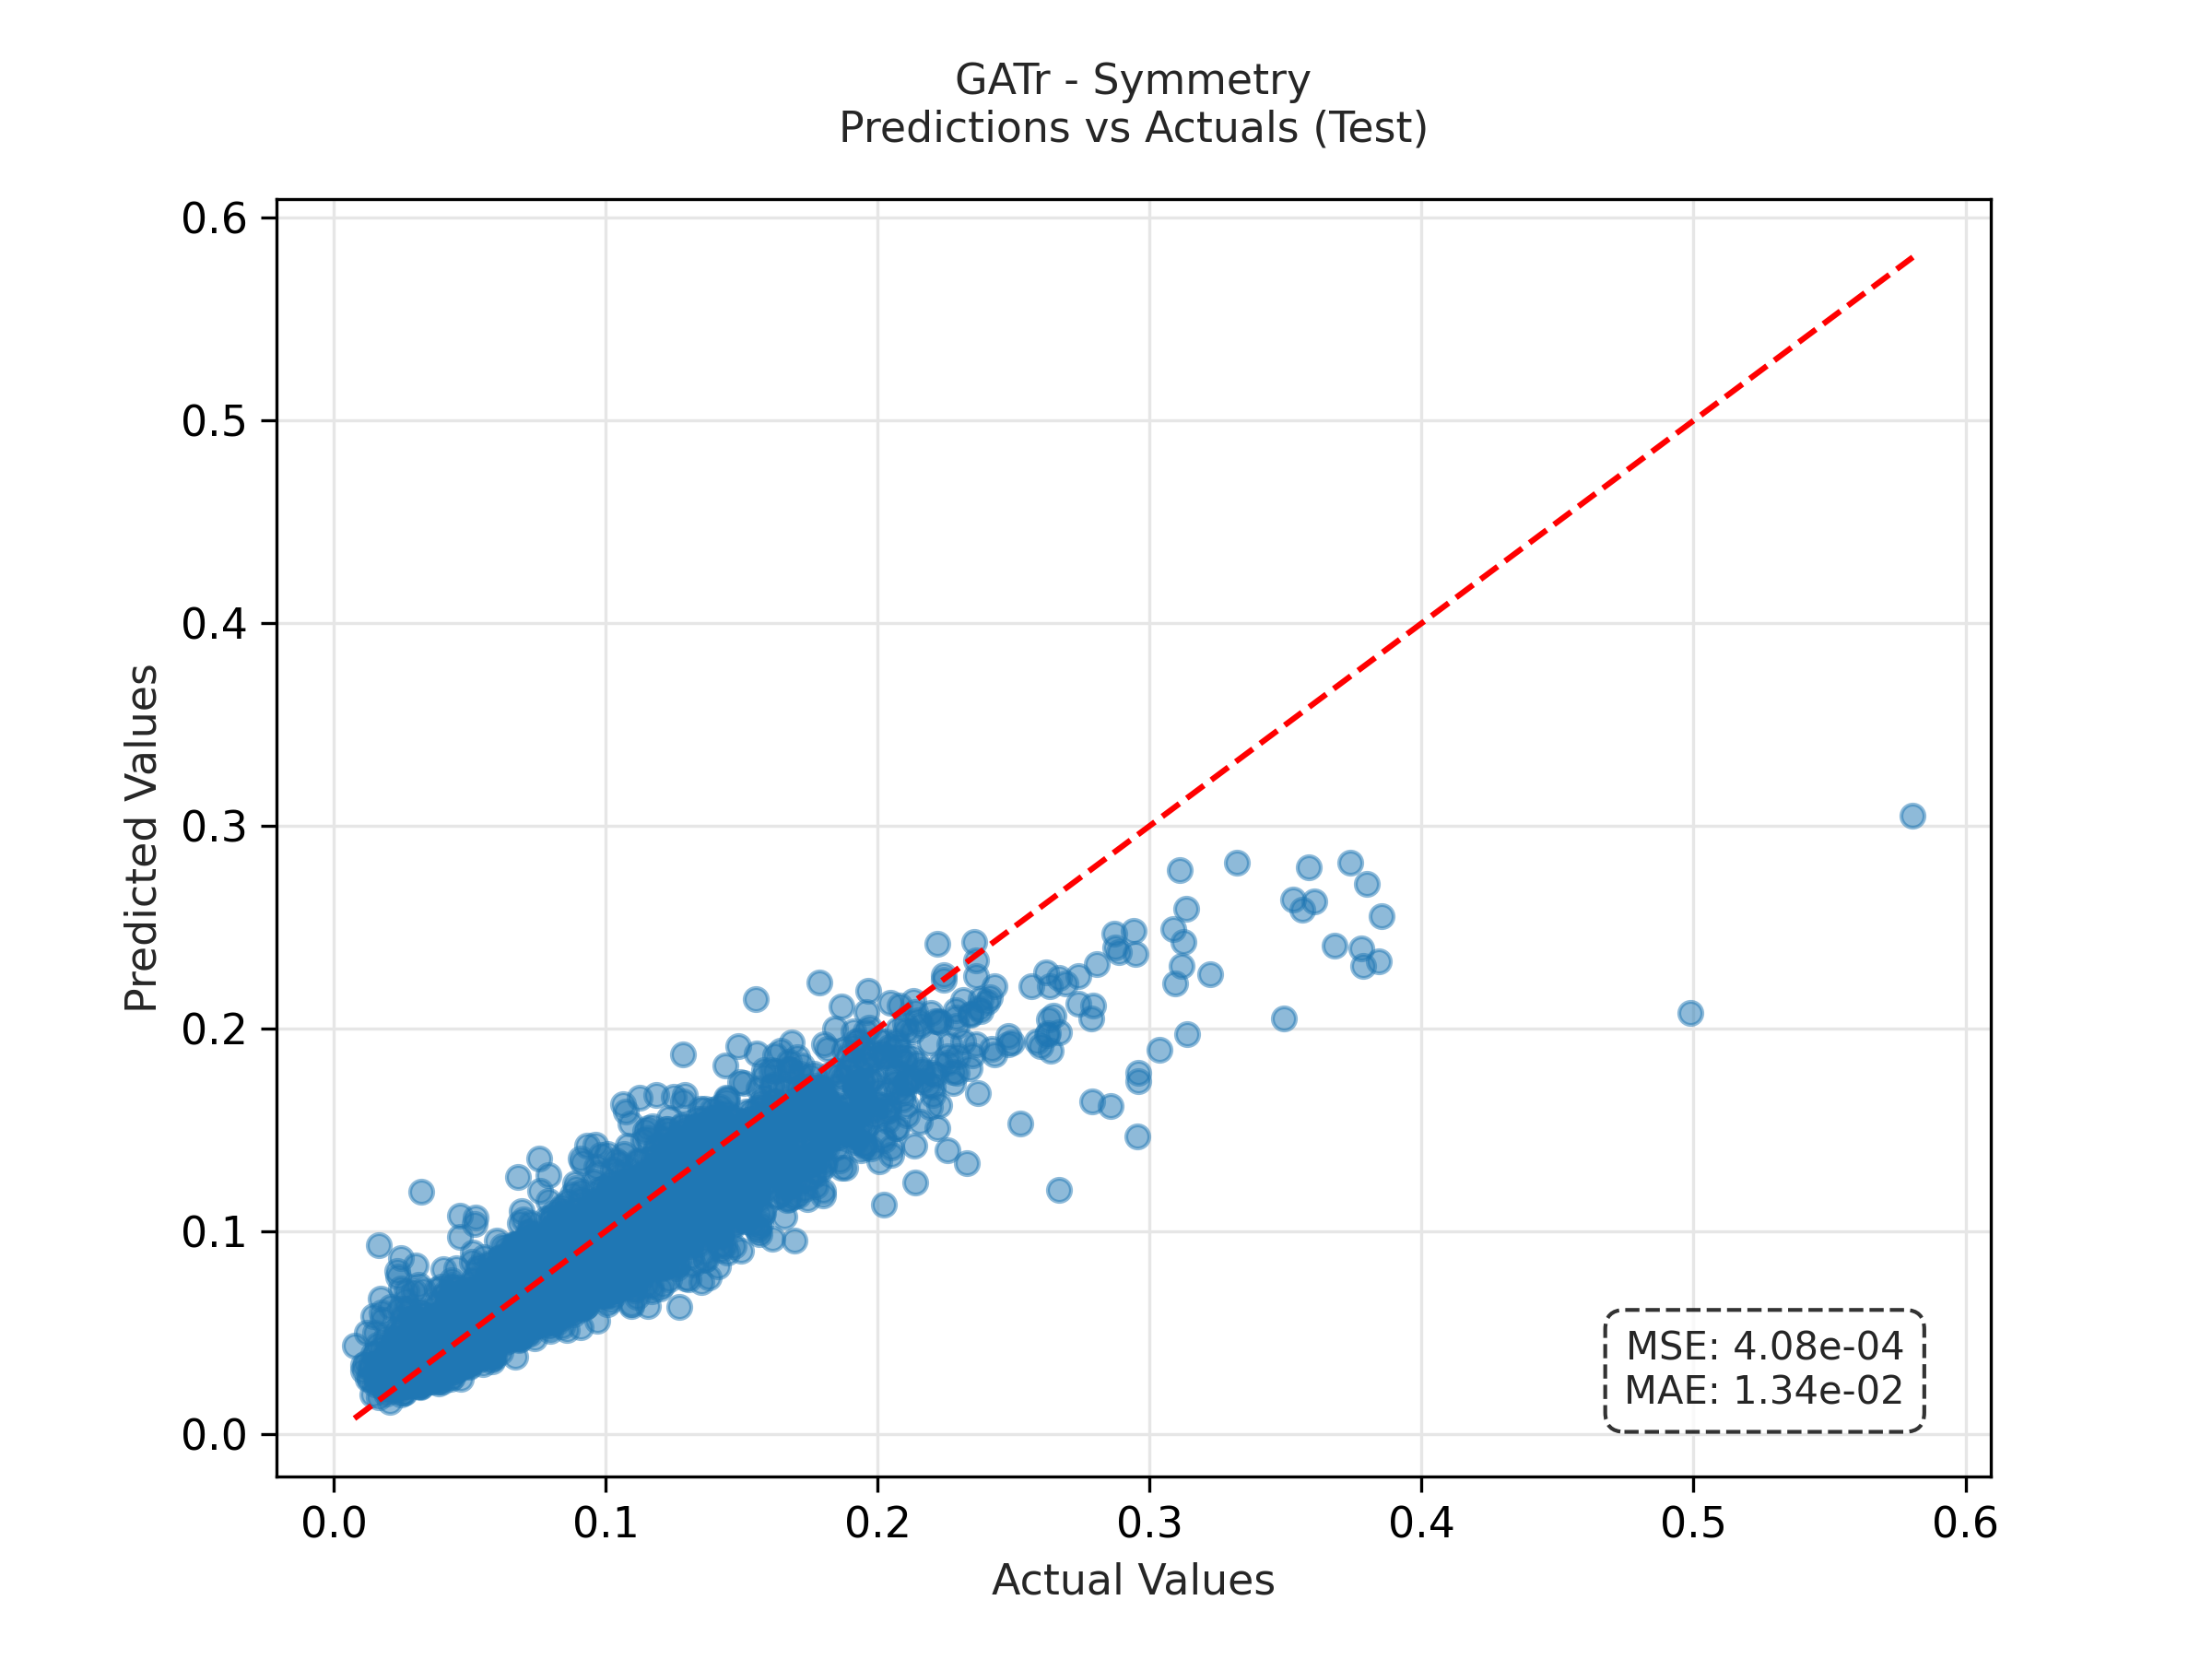 GATr - Symmetry
Predictions vs Actuals (Test)
0.6
0.5
0.4
0.3
0.2
0.1
0.0
Predicted Values
MSE: 4.08e-04
MAE: 1.34e-02
0.0 0.1 0.2 0.3 0.4 0.5 0.6
Actual Values